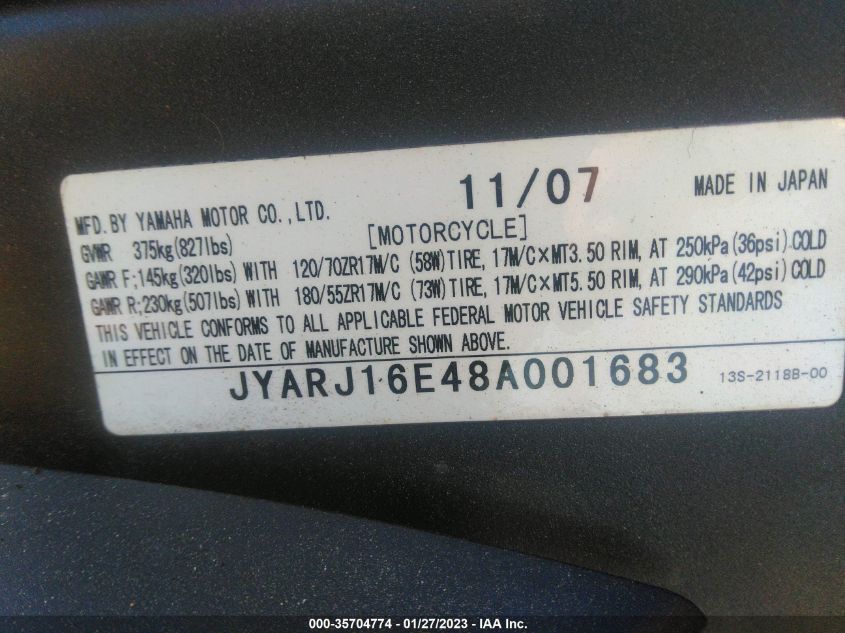 11/07
MADE IN JAPAN
MFD.BY YAMAHA MOTOR CO.,LTD.
[MOTORCYCLE]
GVWR 375kg(827lbs)
GAWR F;145kg(320lbs) WITH 120/70ZR17M/C (58W)TIRE, 17M/C×MT3.50 RIM, AT 250kPa(36psi)COLD
GAWR R;230kg(507lbs) WITH 180/55ZR17M/C (73W)TIRE, 17M/C×MT5.50 RIM, AT 290kPa(42psi)COLD
THIS VEHICLE CONFORMS TO ALL APPLICABLE FEDERAL MOTOR VEHICLE SAFETY STANDARDS
IN EFFECT ON THE DATE OF MANUFACTURE SHOWN ABOVE.
JYARJ16E48A001683
13S-2118B-00
000-35704774 - 01/27/2023 - IAA Inc.